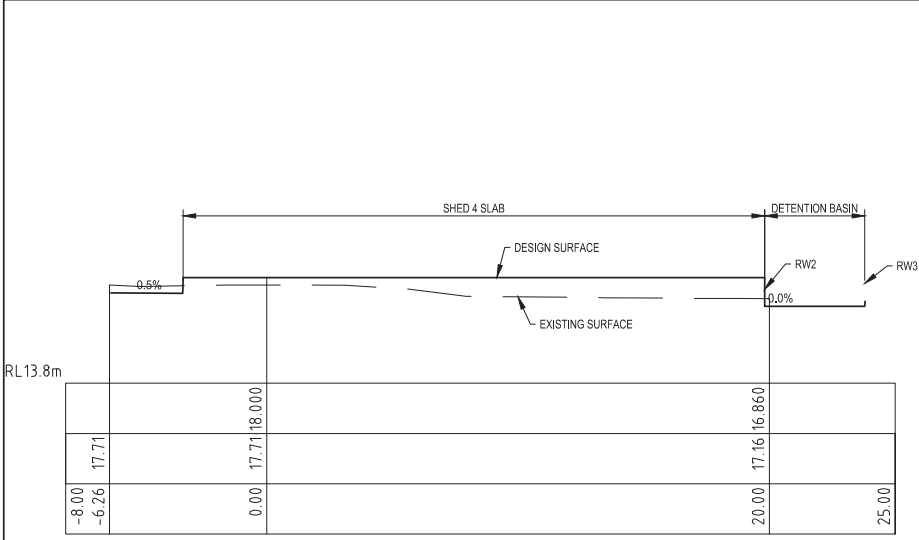 SHED 4 SLAB
DETENTION BASIN
DESIGN SURFACE
RW2
RW3
0.5%
0.0%
EXISTING SURFACE
RL13.8m
18.000
16.860
17.71
17.71
17.16
-8.00
-6.26
0.00
20.00
25.00